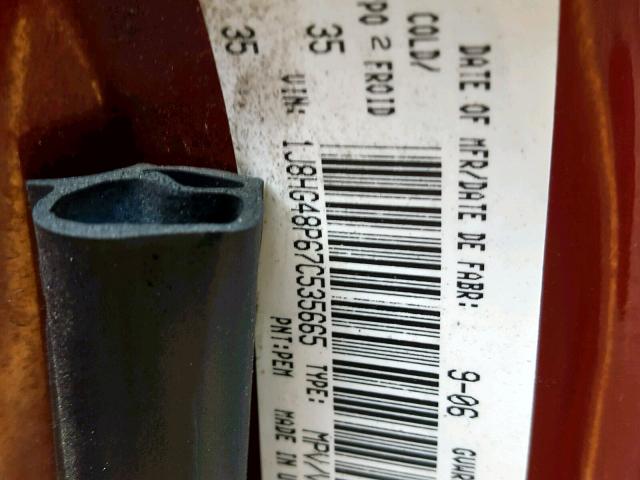 DATE OF MFR/DATE DE FABR: 9-06
COLD/
PO 2 FROID
35
35
VIN: 1J8HG48P67C535665 TYPE: MPV/
PNT:PEM MADE IN